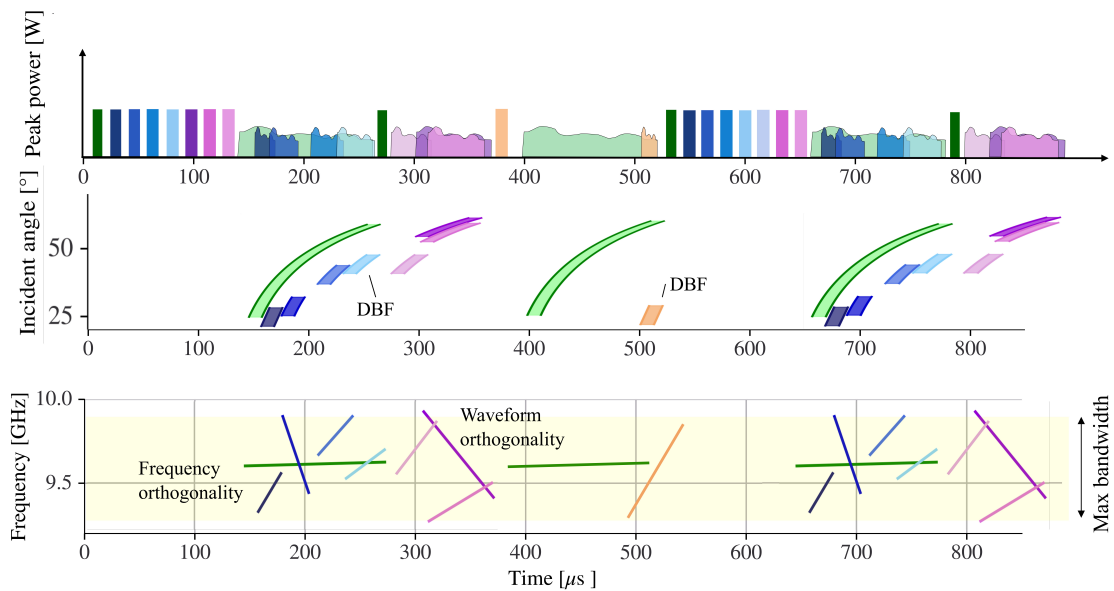 Peak power [W]
0 100 200 300 400 500 600 700 800
Incident angle [°]
50
25
DBF
DBF
0 100 200 300 400 500 600 700 800
Frequency [GHz]
10.0
9.5
Waveform
orthogonality
Frequency
orthogonality
Max bandwidth
0 100 200 300 400 500 600 700 800
Time [μs ]